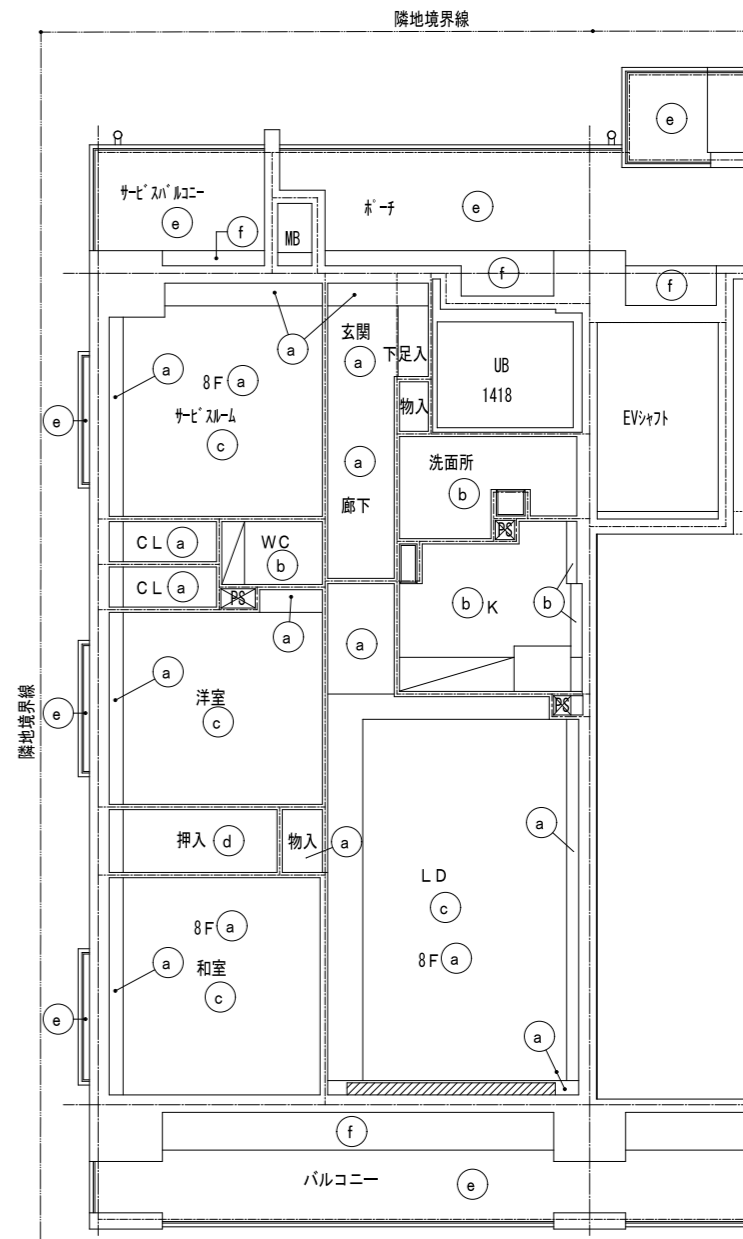 隣地境界線
e
サービスバルコニー
e
f
MB
ポーチ
e
f
f
a
玄関
a
下足入
a
8F a
サービスルーム
c
e
物入
UB
1418
EVシャフト
a
廊下
洗面所
b
PS
CL a
WC
b
CL a
PS
a
b K
b
a
a
洋室
c
e
隣地境界線
PS
押入 d
物入
a
a
LD
c
8F a
8F a
和室
c
a
e
a
f
バルコニー
e